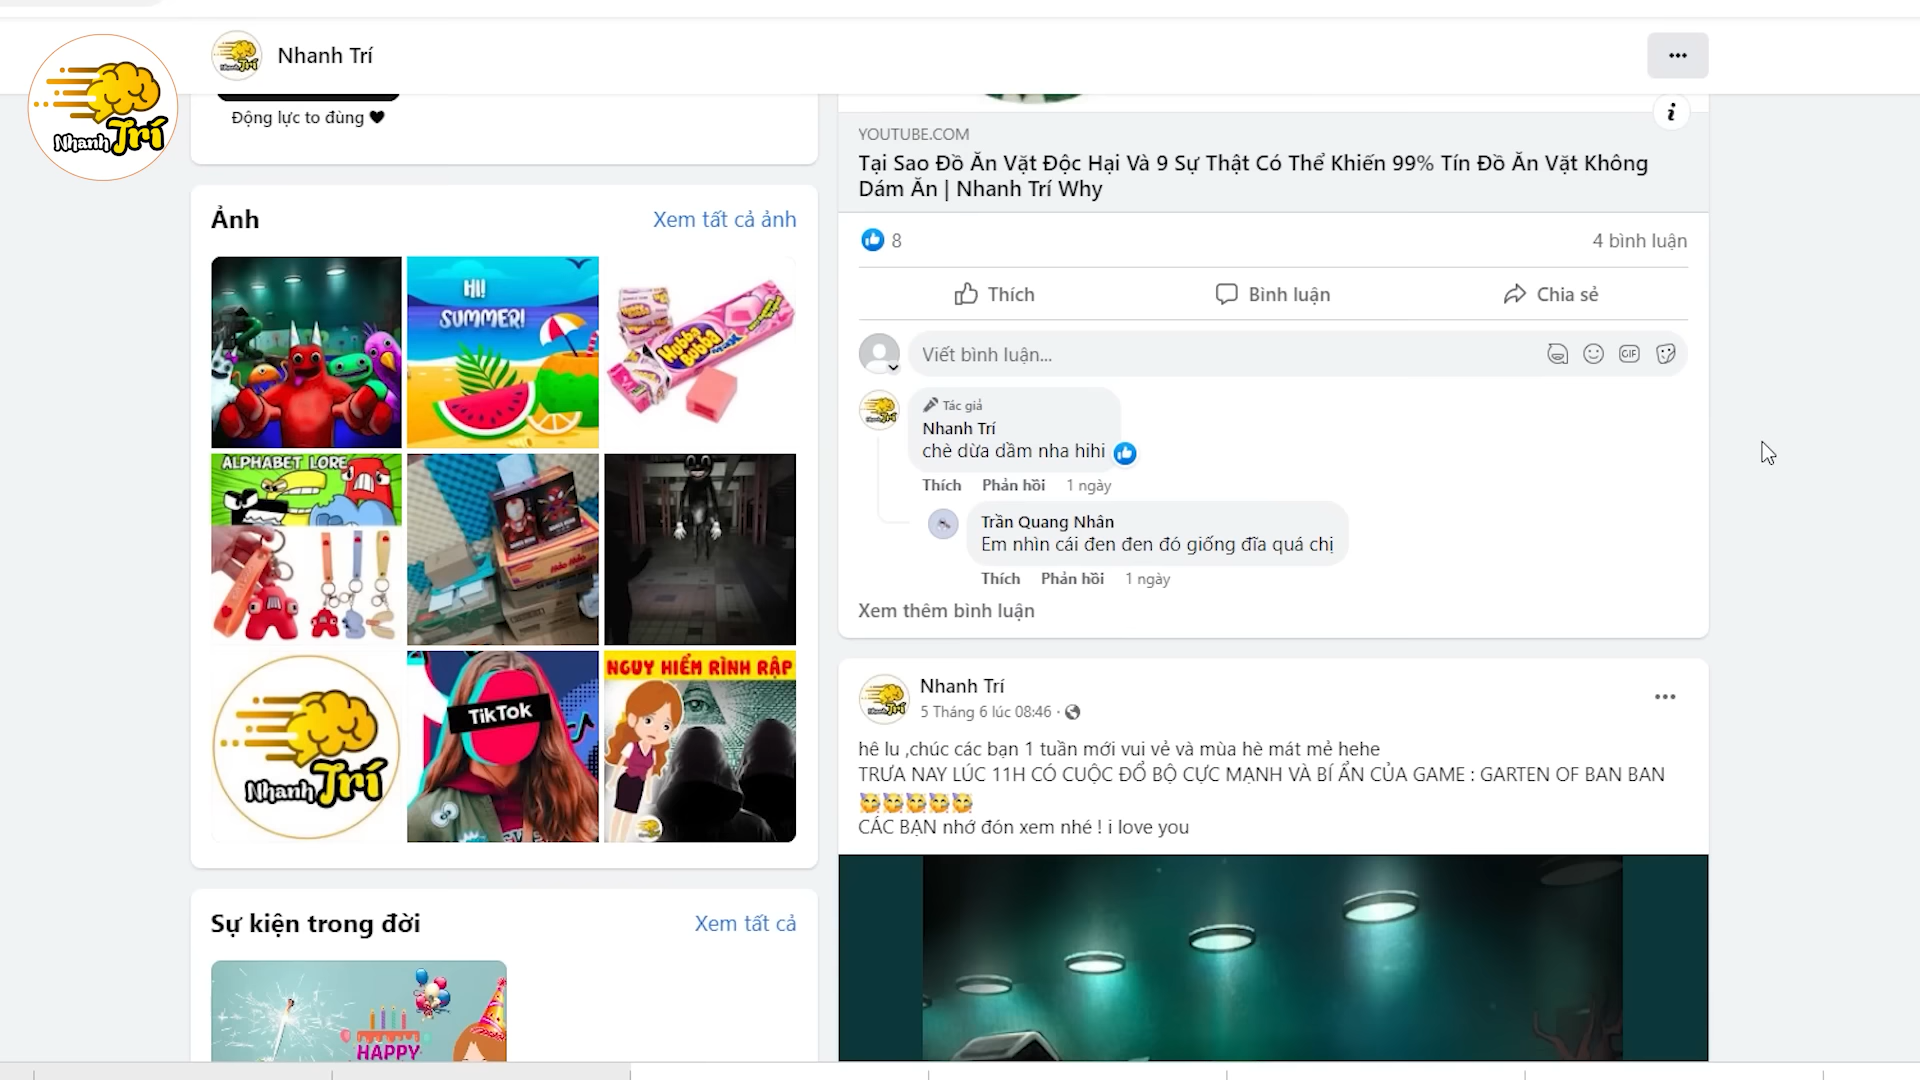 Nhanh Trí
Nhanh Trí
Nhanh Trí
Động lực to đùng
Ảnh
Xem tất cả ảnh
HI!
SUMMER!
Hubba
Bubba
ALPHABET LORE
Nhanh Trí
TikTok
NGUY HIỂM RÌNH RẬP
Sự kiện trong đời
Xem tất cả
HAPPY
YOUTUBE.COM
Tại Sao Đồ Ăn Vặt Độc Hại Và 9 Sự Thật Có Thể Khiến 99% Tín Đồ Ăn Vặt Không
Dám Ăn | Nhanh Trí Why
8
4 bình luận
Thích
Bình luận
Chia sẻ
Viết bình luận...
GIF
Tác giả
Nhanh Trí
chè dừa dầm nha hihi
Thích Phản hồi 1 ngày
Trần Quang Nhân
Em nhìn cái đen đen đó giống đĩa quá chị
Thích Phản hồi 1 ngày
Xem thêm bình luận
Nhanh Trí
5 Tháng 6 lúc 08:46 ·
hê lu ,chúc các bạn 1 tuần mới vui vẻ và mùa hè mát mẻ hehe
TRƯA NAY LÚC 11H CÓ CUỘC ĐỔ BỘ CỰC MẠNH VÀ BÍ ẨN CỦA GAME : GARTEN OF BAN BAN
CÁC BẠN nhớ đón xem nhé ! i love you